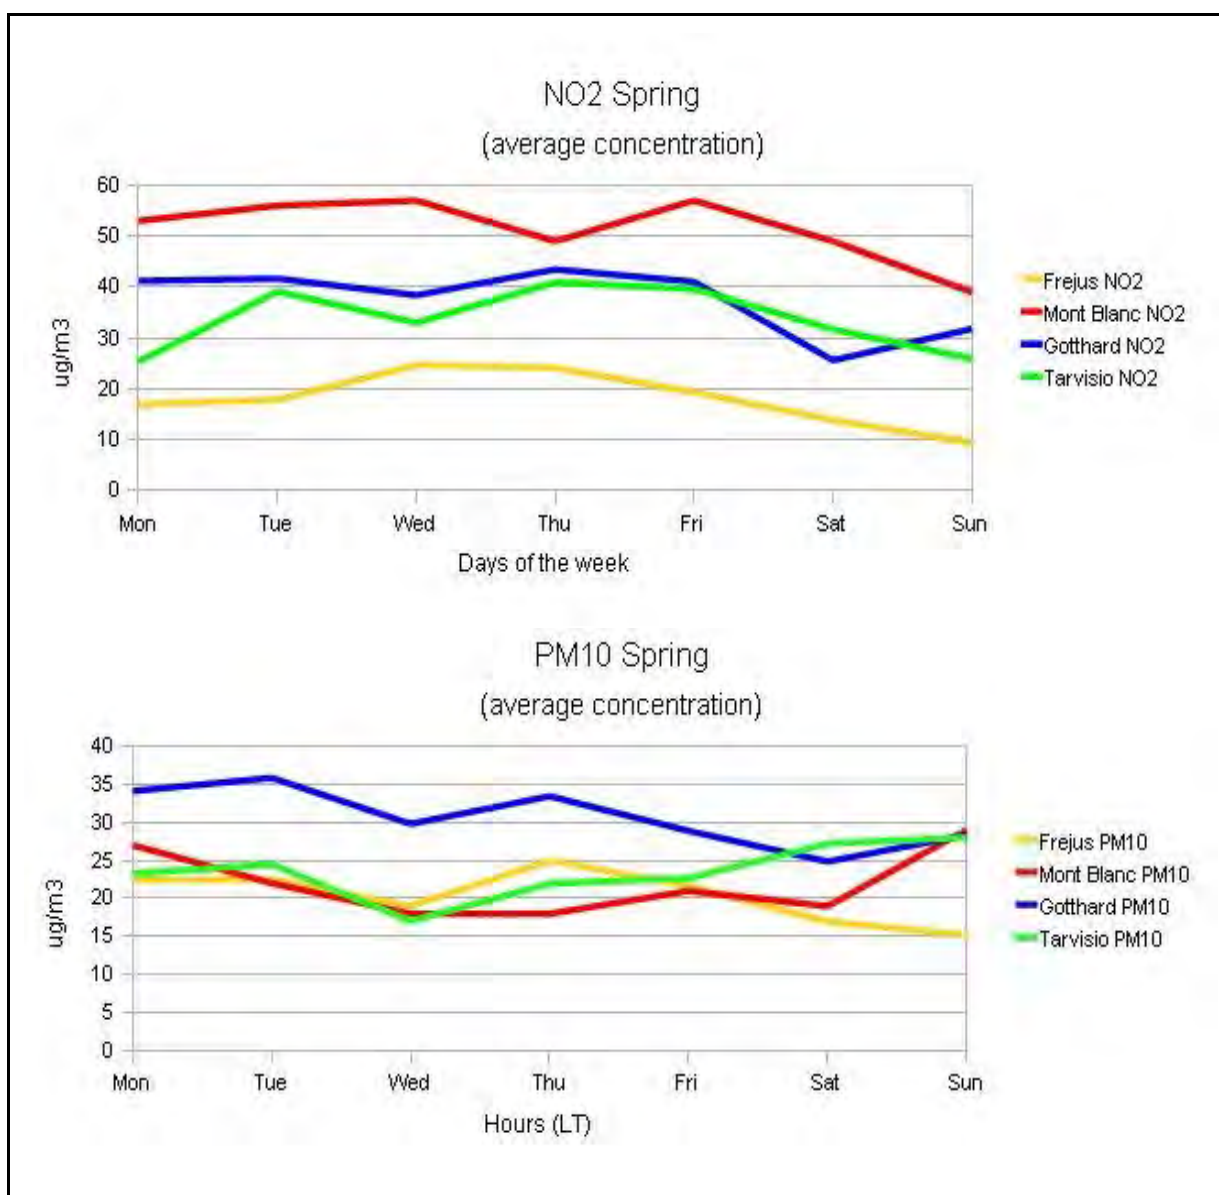 NO2 Spring
(average concentration)
60
50
40
30
20
10
0
ug/m3
Mon Tue Wed Thu Fri Sat Sun
Days of the week
Frejus NO2
Mont Blanc NO2
Gotthard NO2
Tarvisio NO2
PM10 Spring
(average concentration)
40
35
30
25
20
15
10
5
0
ug/m3
Mon Tue Wed Thu Fri Sat Sun
Hours (LT)
Frejus PM10
Mont Blanc PM10
Gotthard PM10
Tarvisio PM10